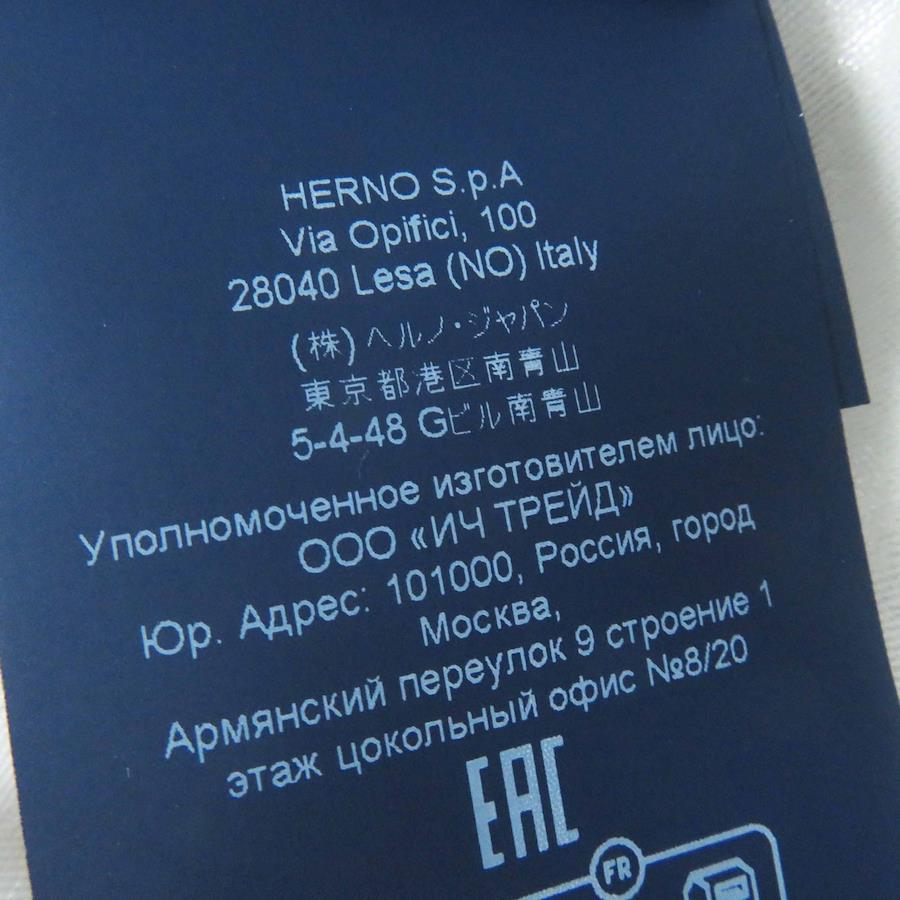 HERNO S.p.A
Via Opifici, 100
28040 Lesa (NO) Italy
(株)ヘルノ・ジャパン
東京都港区南青山
5-4-48 Gビル南青山
Уполномоченное изготовителем лицо:
ООО «ИЧ ТРЕЙД»
Юр. Адрес: 101000, Россия, город
Москва,
Армянский переулок 9 строение 1
этаж цокольный офис №8/20
EAC
FR